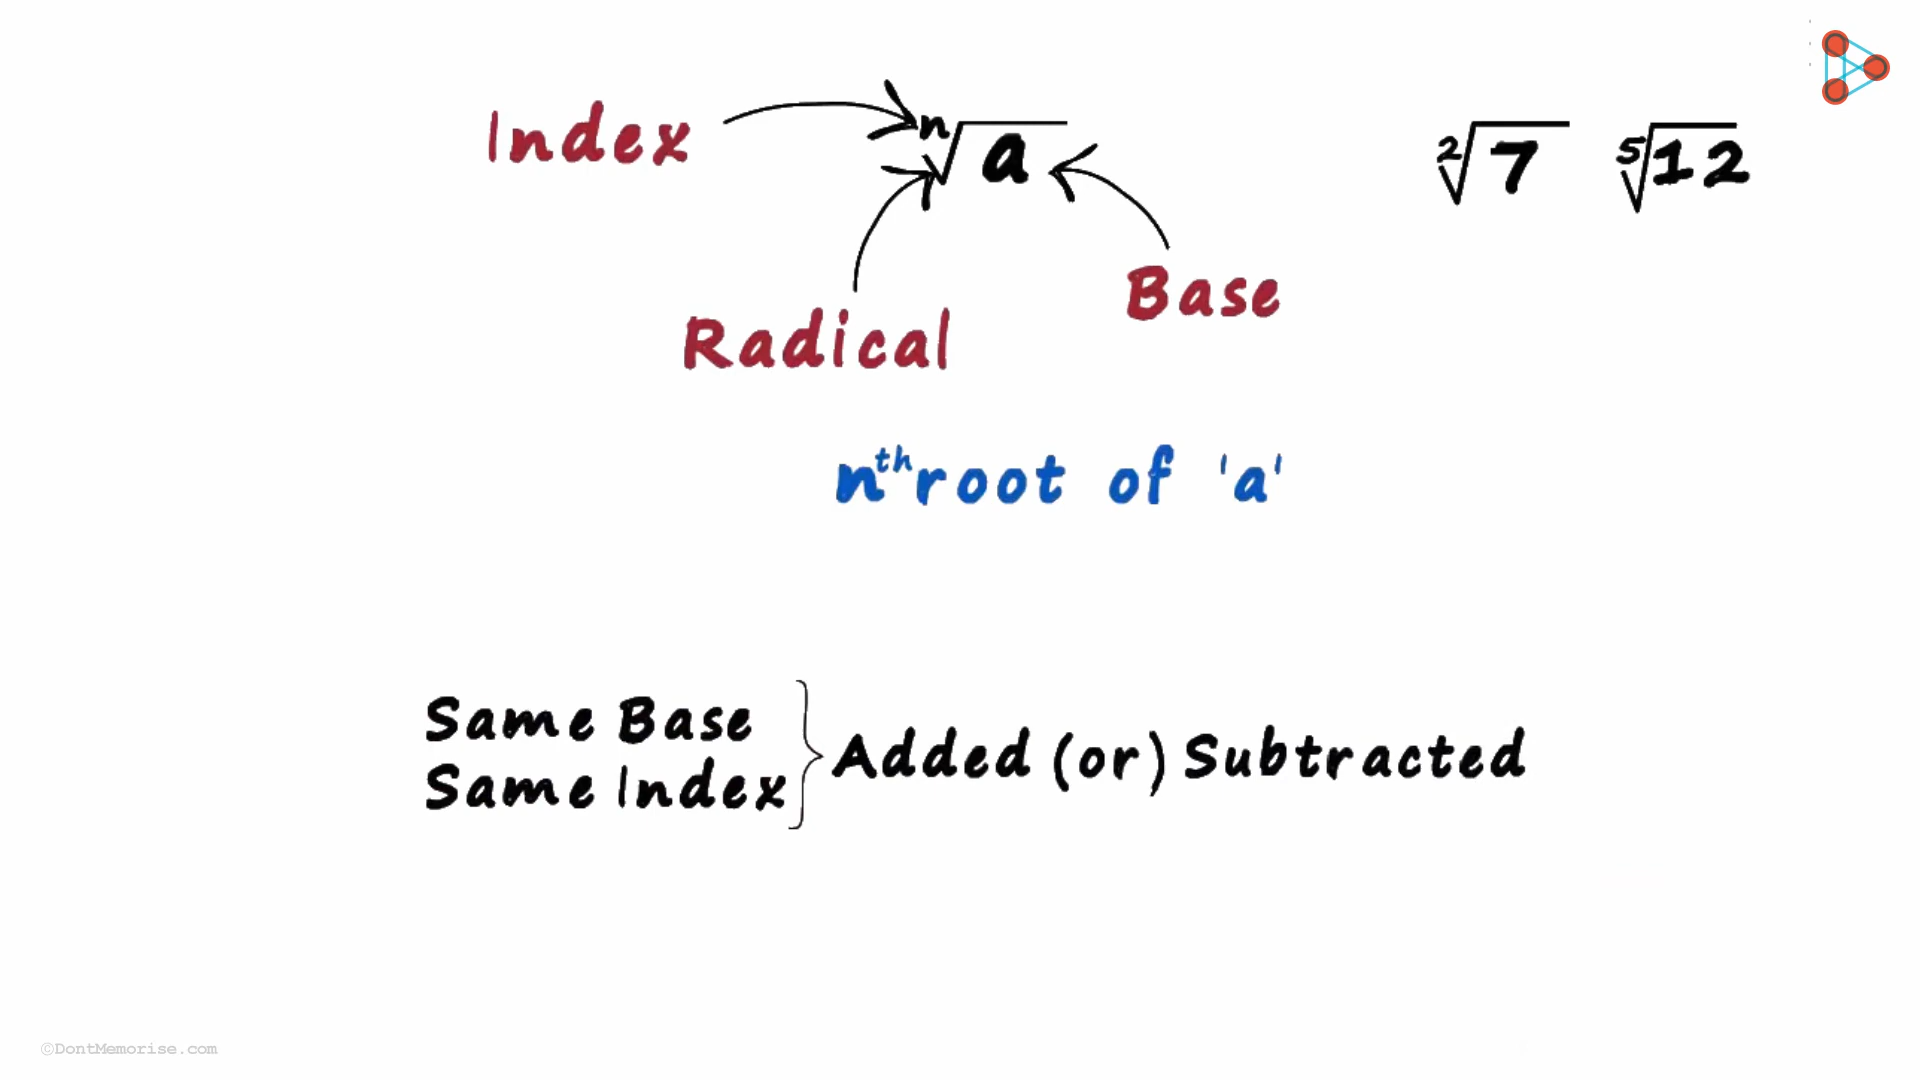 Index
ⁿ√a
²√7 ⁵√12
Base
Radical
nᵗʰ root of 'a'
Same Base
Same Index
Added (or) Subtracted
©DontMemorise.com